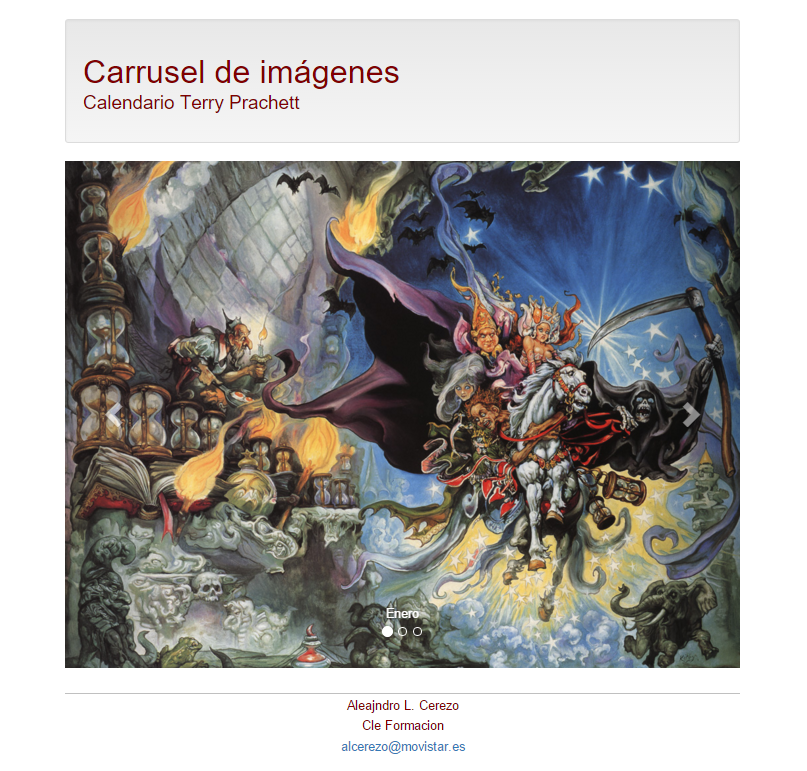 Carrusel de imágenes
Calendario Terry Prachett
Enero
Aleajndro L. Cerezo
Cle Formacion
alcerezo@movistar.es